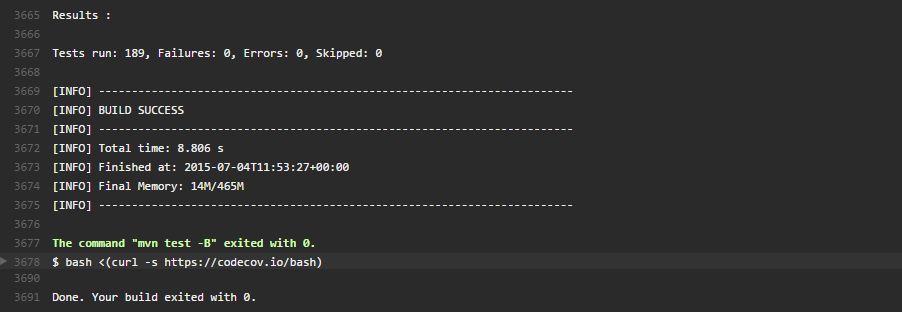 3665 Results :
3666
3667 Tests run: 189, Failures: 0, Errors: 0, Skipped: 0
3668
3669 [INFO] ------------------------------------------------------------------------
3670 [INFO] BUILD SUCCESS
3671 [INFO] ------------------------------------------------------------------------
3672 [INFO] Total time: 8.806 s
3673 [INFO] Finished at: 2015-07-04T11:53:27+00:00
3674 [INFO] Final Memory: 14M/465M
3675 [INFO] ------------------------------------------------------------------------
3676
3677 The command "mvn test -B" exited with 0.
3678 $ bash <(curl -s https://codecov.io/bash)
3690
3691 Done. Your build exited with 0.